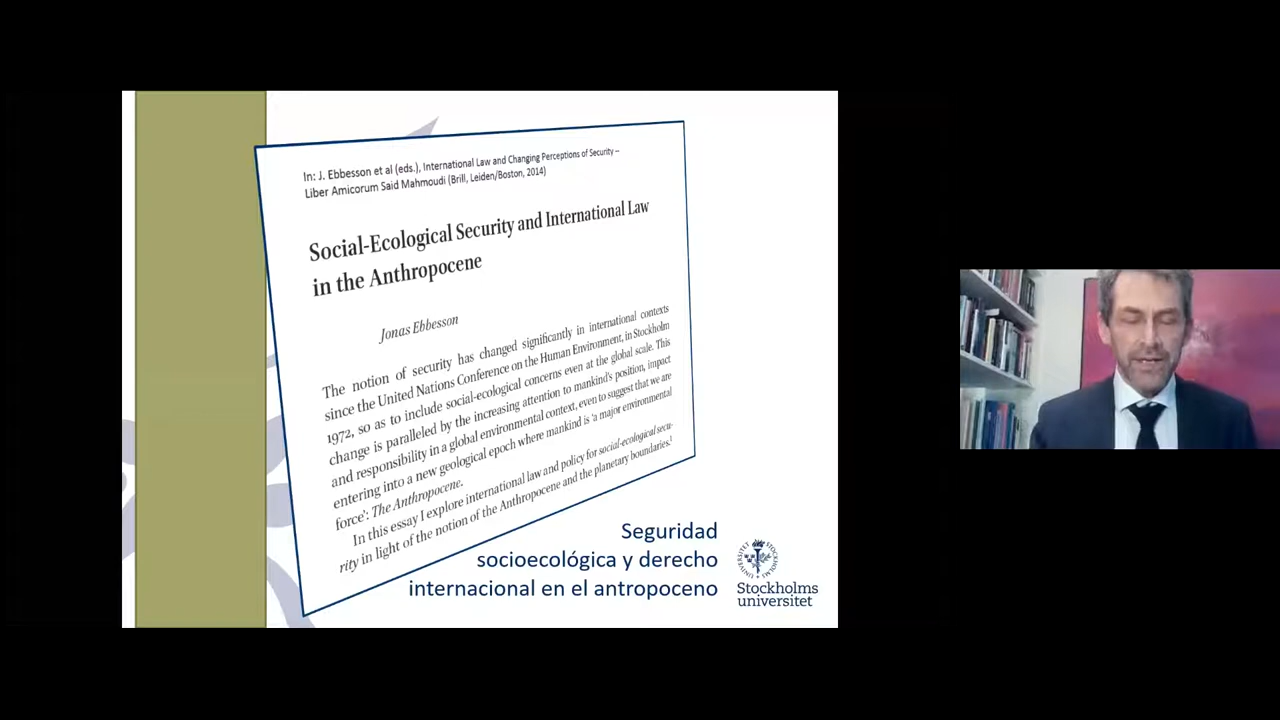 In: J. Ebbesson et al (eds.), International Law and Changing Perceptions of Security –
Liber Amicorum Said Mahmoudi (Brill, Leiden/Boston, 2014)
Social-Ecological Security and International Law
in the Anthropocene
Jonas Ebbesson
The notion of security has changed significantly in international contexts
since the United Nations Conference on the Human Environment, in Stockholm
1972, so as to include social-ecological concerns even at the global scale. This
change is paralleled by the increasing attention to mankind's position, impact
and responsibility in a global environmental context, even to suggest that we are
entering into a new geological epoch where mankind is 'a major environmental
force': The Anthropocene.
In this essay I explore international law and policy for social-ecological secu-
rity in light of the notion of the Anthropocene and the planetary boundaries.¹
Seguridad
socioecológica y derecho
internacional en el antropoceno
Stockholms
universitet